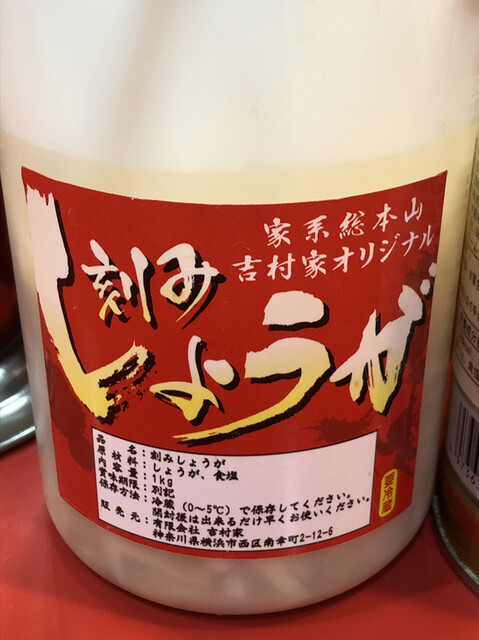 家系総本山
吉村家オリジナル
刻み
しょうが
品名：刻みしょうが
原材料：しょうが、食塩
内容量：1kg
賞味期限：別記
保存方法：冷蔵（0～5℃）で保存してください。
開封後は出来るだけ早くお使いください。
販売元：有限会社 吉村家
神奈川県横浜市西区南幸町2-12-6
要冷蔵